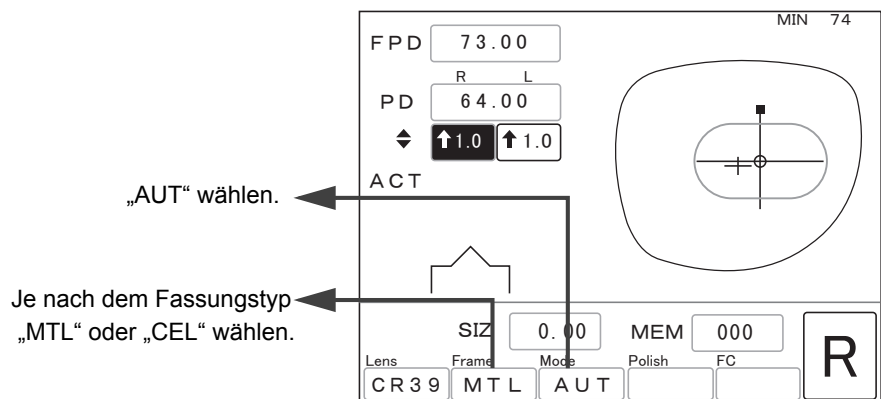 MIN 74
FPD 73.00
R L
PD 64.00
1.0 1.0
ACT
„AUT“ wählen.
Je nach dem Fassungstyp
„MTL“ oder „CEL“ wählen.
SIZ 0.00 MEM 000
Lens Frame Mode Polish FC
CR39 MTL AUT
R